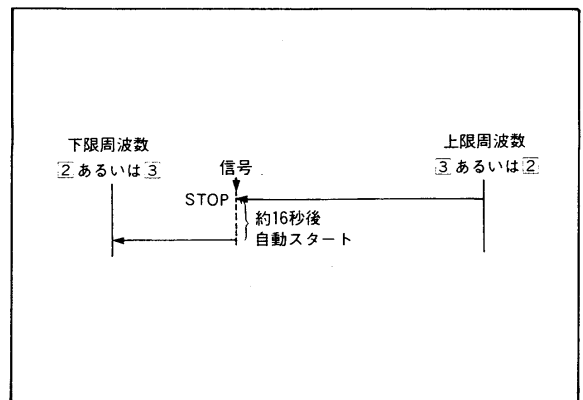 下限周波数
2あるいは3
信号
上限周波数
3あるいは2
STOP
約16秒後
自動スタート